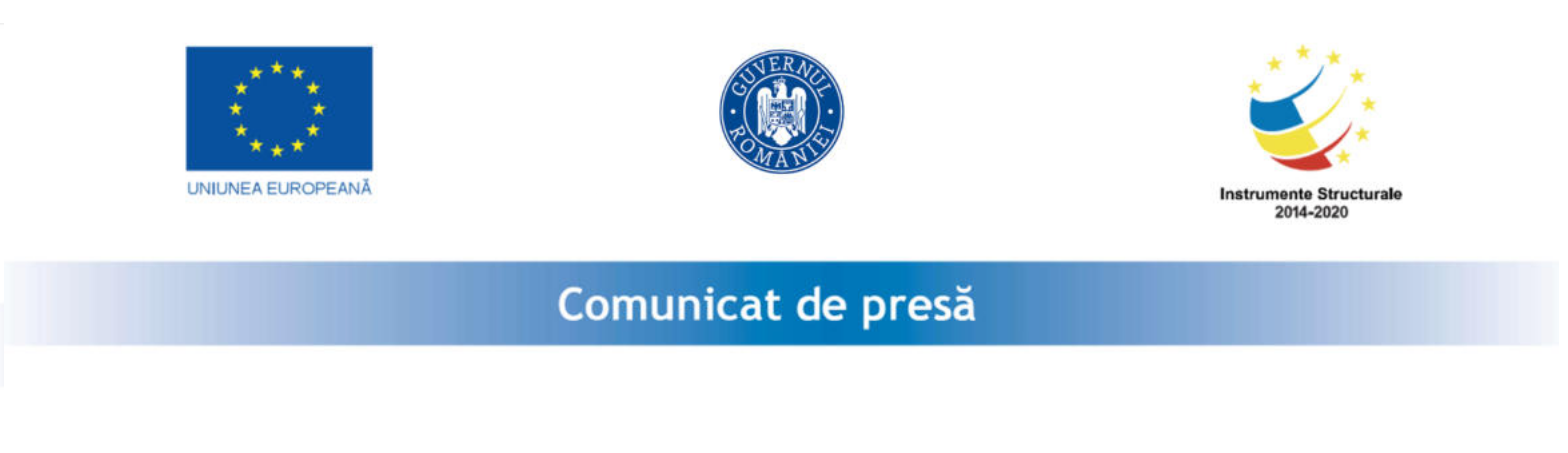 UNIUNEA EUROPEANĂ
GUVERNUL ROMÂNIEI
Instrumente Structurale
2014-2020
Comunicat de presă